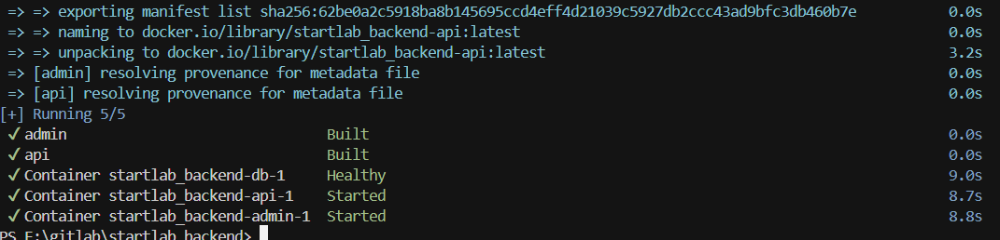 => => exporting manifest list sha256:62be0a2c5918ba8b145695ccd4eff4d21039c5927db2ccc43ad9bfc3db460b7e 0.0s
=> => naming to docker.io/library/startlab_backend-api:latest 0.0s
=> => unpacking to docker.io/library/startlab_backend-api:latest 3.2s
=> [admin] resolving provenance for metadata file 0.0s
=> [api] resolving provenance for metadata file 0.0s
[+] Running 5/5
✓ admin Built 0.0s
✓ api Built 0.0s
✓ Container startlab_backend-db-1 Healthy 9.0s
✓ Container startlab_backend-api-1 Started 8.7s
✓ Container startlab_backend-admin-1 Started 8.8s
PS F:\gitlab\startlab_backend>